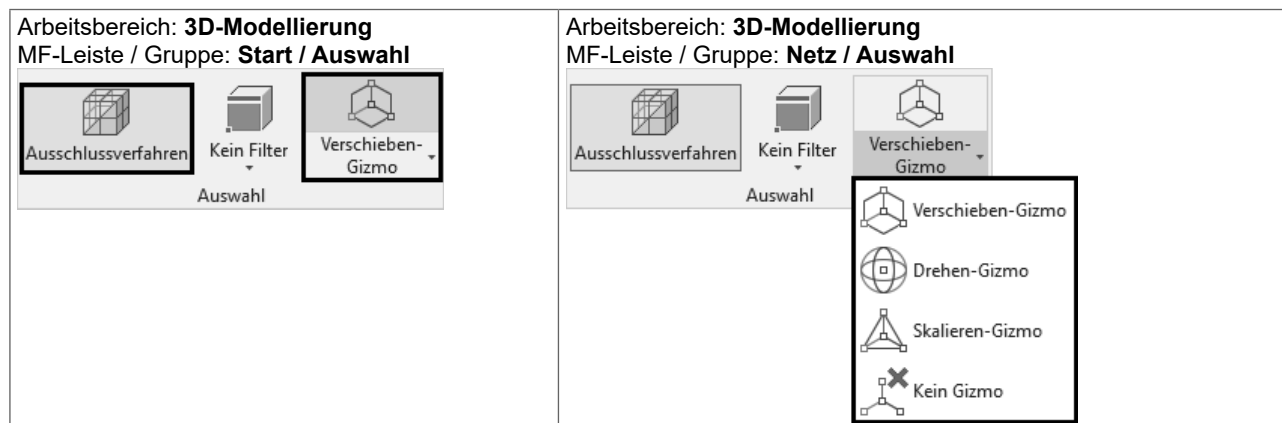 Arbeitsbereich: 3D-Modellierung
MF-Leiste / Gruppe: Start / Auswahl
Ausschlussverfahren
Kein Filter
Verschieben-
Gizmo
Auswahl
Arbeitsbereich: 3D-Modellierung
MF-Leiste / Gruppe: Netz / Auswahl
Ausschlussverfahren
Kein Filter
Verschieben-
Gizmo
Auswahl
Verschieben-Gizmo
Drehen-Gizmo
Skalieren-Gizmo
Kein Gizmo